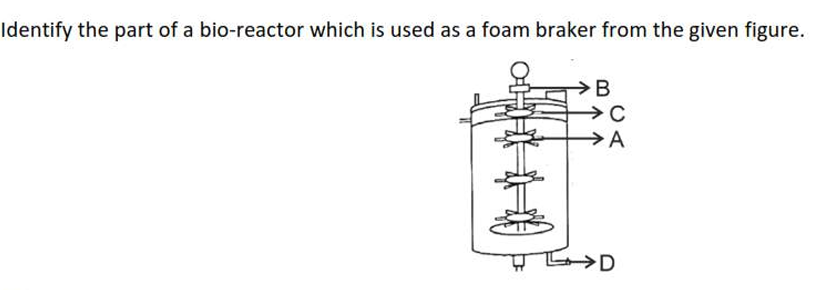 Identify the part of a bio-reactor which is used as a foam braker from the given figure.
B
C
A
D